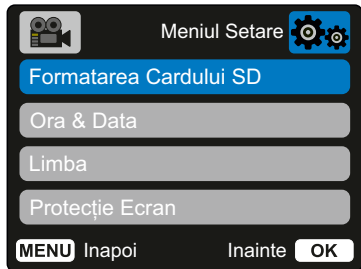 Meniul Setare
Formatarea Cardului SD
Ora & Data
Limba
Protecție Ecran
MENU Inapoi Inainte OK